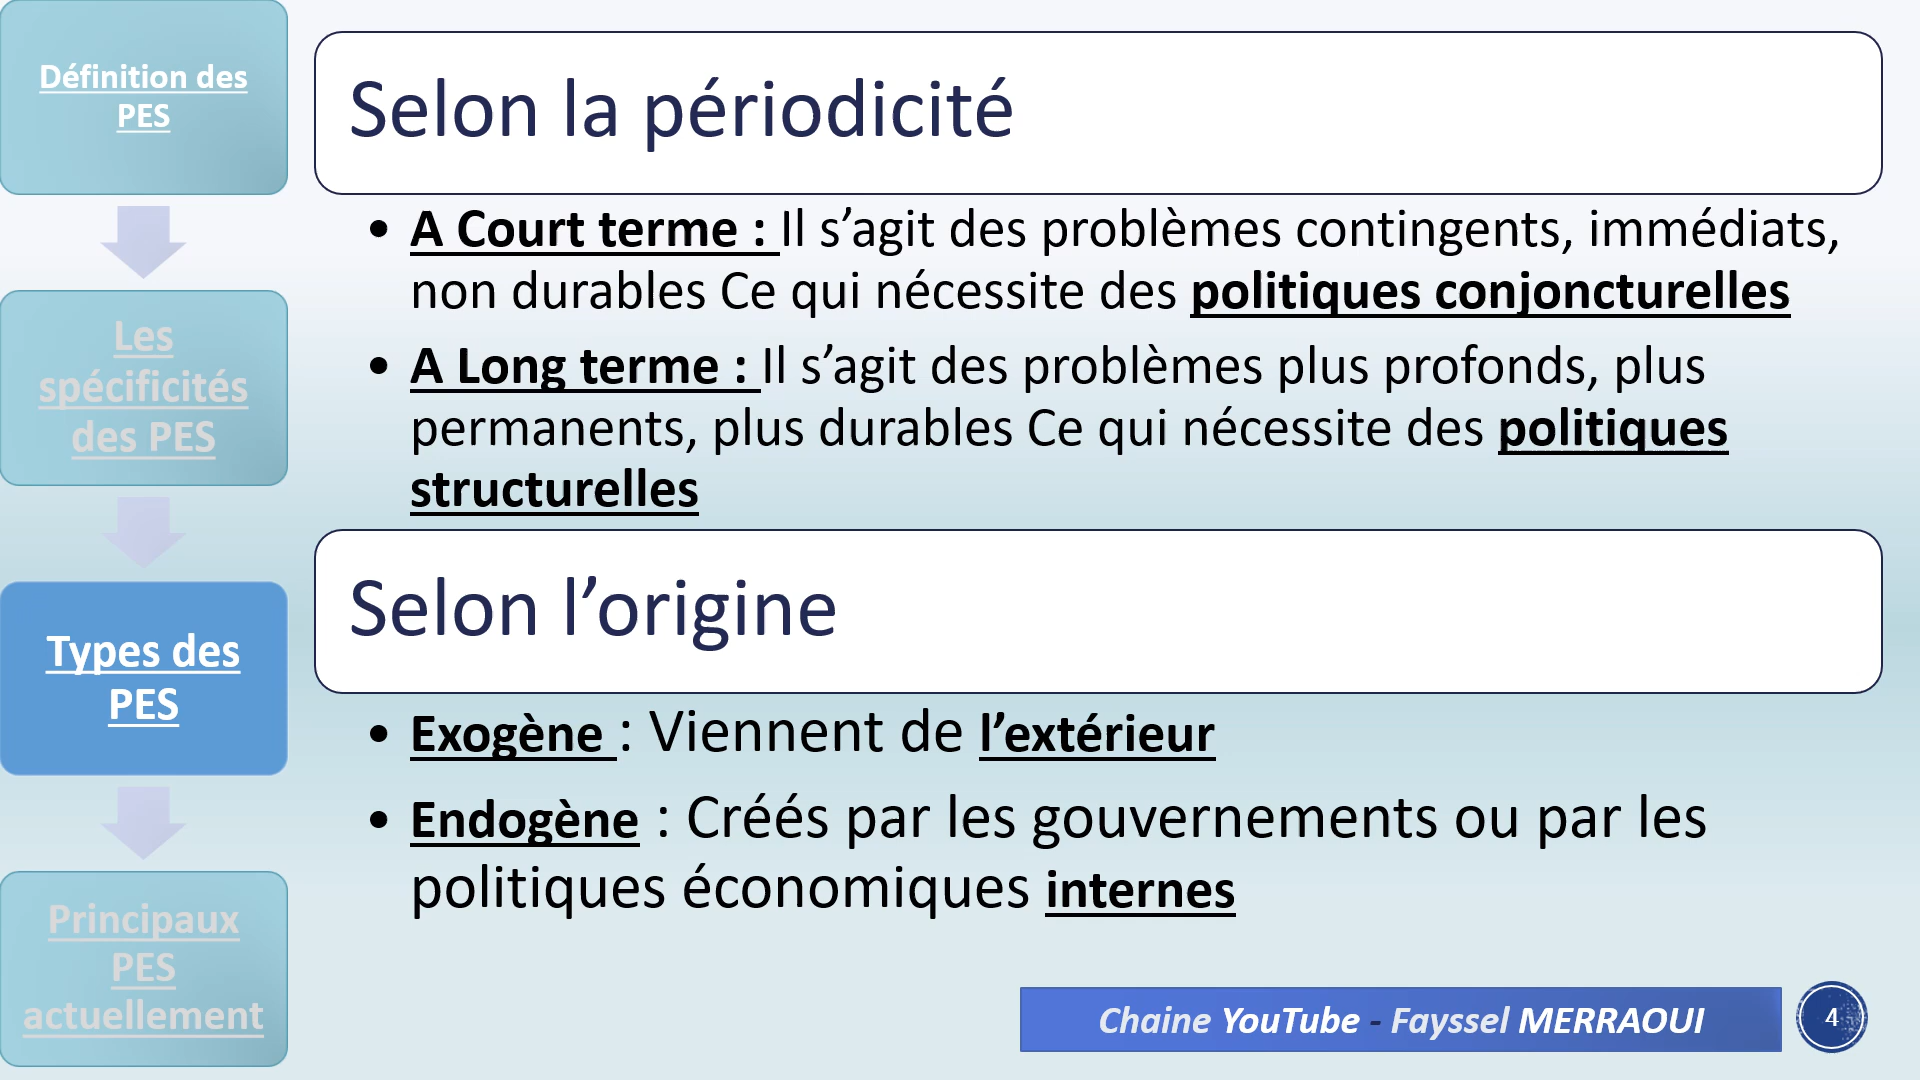 Définition des
PES
Les
spécificités
des PES
Types des
PES
Principaux
PES
actuellement
Selon la périodicité
• A Court terme : Il s’agit des problèmes contingents, immédiats,
non durables Ce qui nécessite des politiques conjoncturelles
• A Long terme : Il s’agit des problèmes plus profonds, plus
permanents, plus durables Ce qui nécessite des politiques
structurelles
Selon l’origine
• Exogène : Viennent de l’extérieur
• Endogène : Créés par les gouvernements ou par les
politiques économiques internes
Chaine YouTube - Fayssel MERRAOUI
4